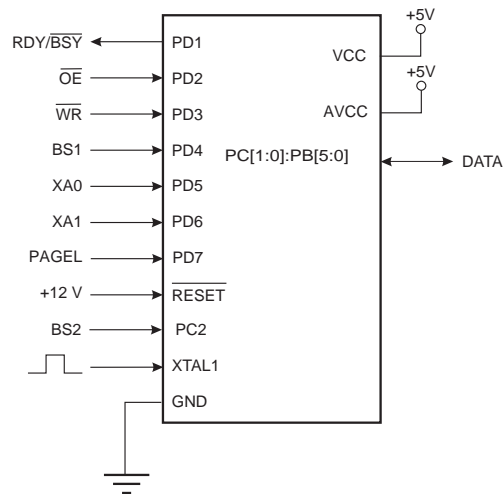 +5V
RDY/BSY PD1
VCC
OE PD2
+5V
WR PD3
AVCC
BS1 PD4
PC[1:0]:PB[5:0]
DATA
XA0 PD5
XA1 PD6
PAGEL PD7
+12 V RESET
BS2 PC2
XTAL1
GND